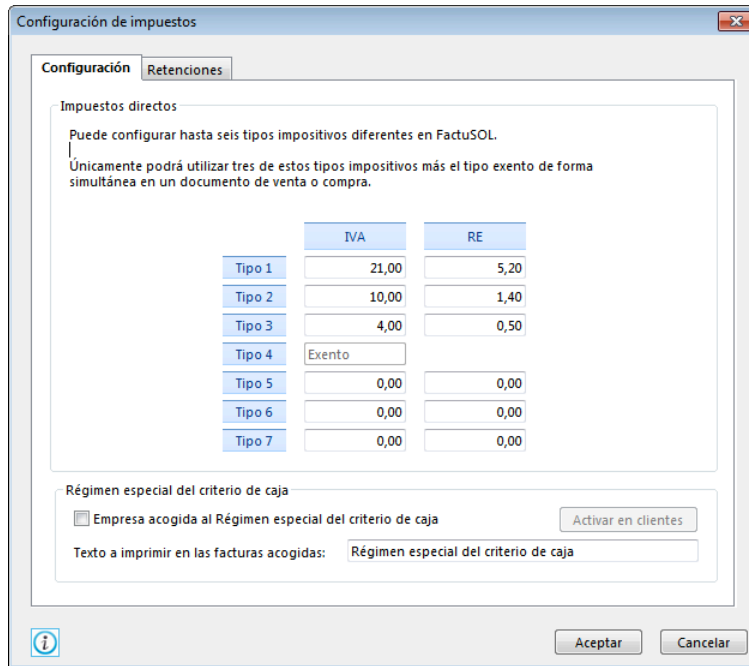 Configuración de impuestos
Configuración Retenciones
Impuestos directos
Puede configurar hasta seis tipos impositivos diferentes en FactuSOL.
Únicamente podrá utilizar tres de estos tipos impositivos más el tipo exento de forma
simultánea en un documento de venta o compra.
IVA RE
Tipo 1 21,00 5,20
Tipo 2 10,00 1,40
Tipo 3 4,00 0,50
Tipo 4 Exento
Tipo 5 0,00 0,00
Tipo 6 0,00 0,00
Tipo 7 0,00 0,00
Régimen especial del criterio de caja
Empresa acogida al Régimen especial del criterio de caja Activar en clientes
Texto a imprimir en las facturas acogidas: Régimen especial del criterio de caja
Aceptar Cancelar